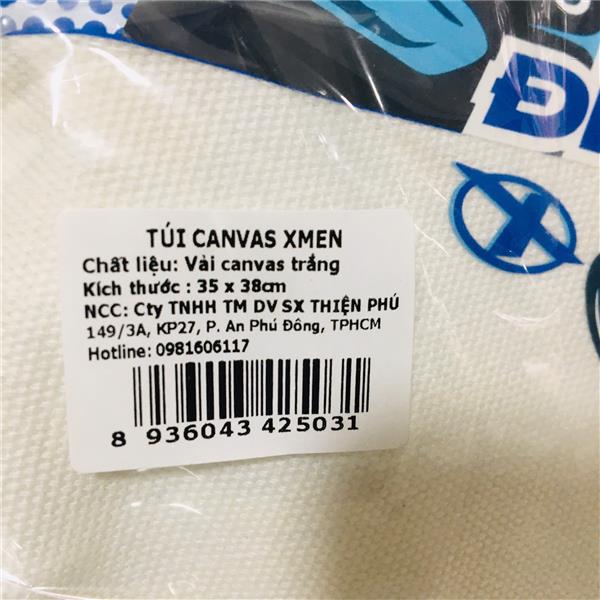 TÚI CANVAS XMEN
Chất liệu: Vải canvas trắng
Kích thước : 35 x 38cm
NCC: Cty TNHH TM DV SX THIỆN PHÚ
149/3A, KP27, P. An Phú Đông, TPHCM
Hotline: 0981606117
8 936043 425031
X